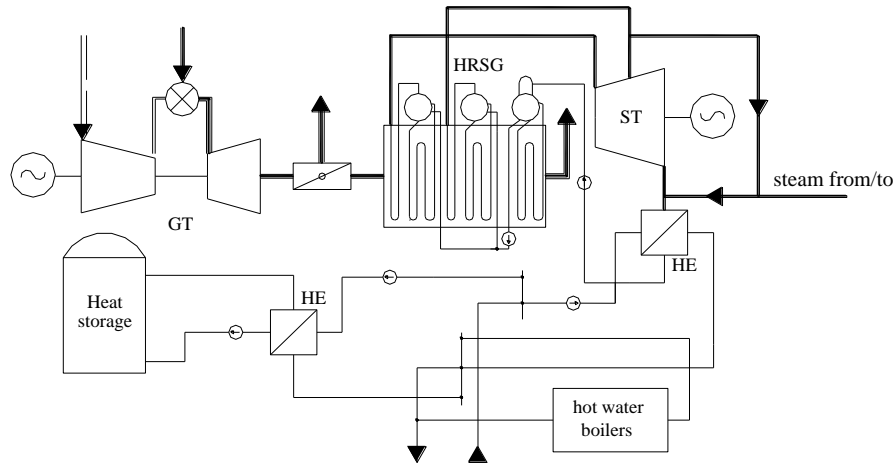 HRSG
ST
steam from/to
GT
HE
HE
Heat
storage
hot water
boilers